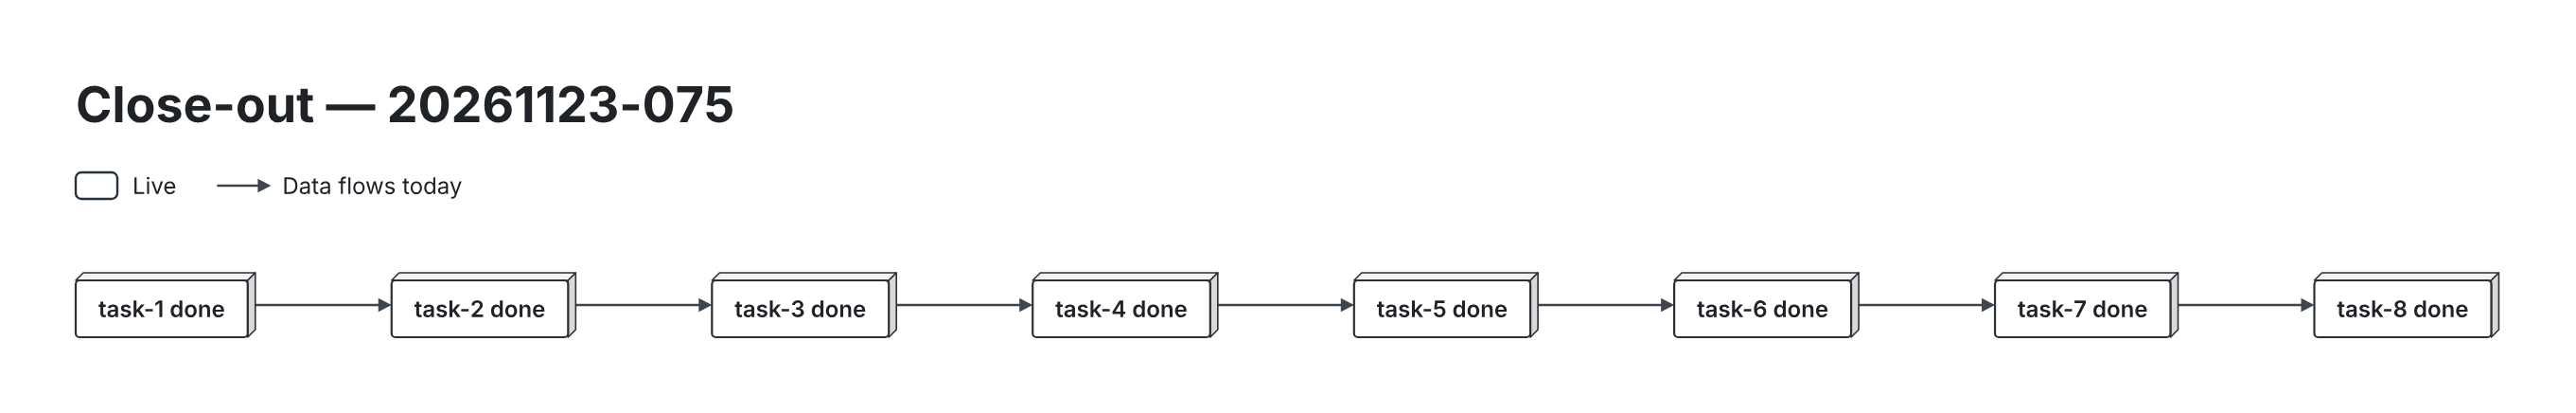 Close-out — 20261123-075
Live
Data flows today
task-1 done
task-2 done
task-3 done
task-4 done
task-5 done
task-6 done
task-7 done
task-8 done